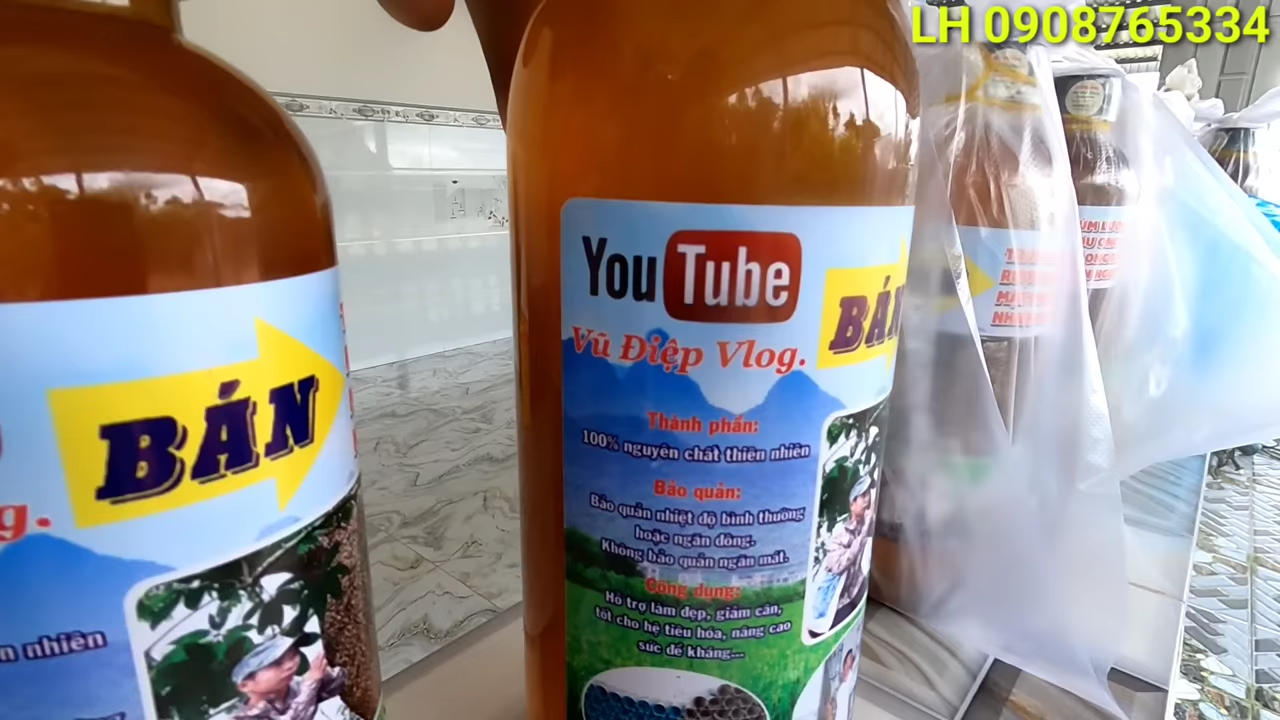 LH 0908765334
YouTube
BÁN
Vũ Điệp Vlog.
Thành phần:
100% nguyên chất thiên nhiên
Bảo quản:
Bảo quản nhiệt độ bình thường
hoặc ngăn đông.
Không bảo quản ngăn mát.
Công dụng:
Hỗ trợ làm đẹp, giảm cân,
tốt cho hệ tiêu hóa, nâng cao
sức đề kháng...
BÁN
g.
n nhiên